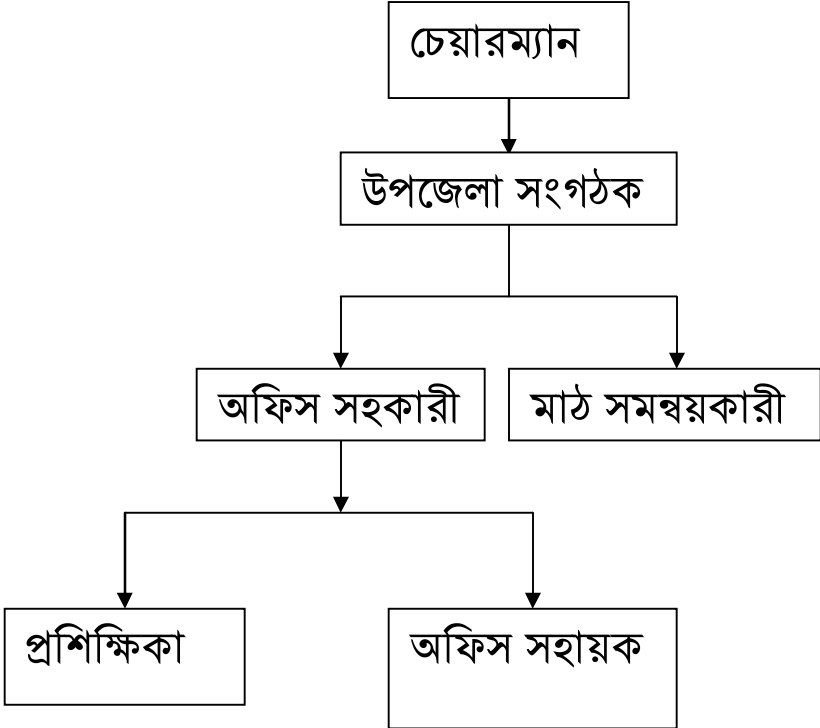 চেয়ারম্যান
উপজেলা সংগঠক
অফিস সহকারী
মাঠ সমন্বয়কারী
প্রশিক্ষিকা
অফিস সহায়ক